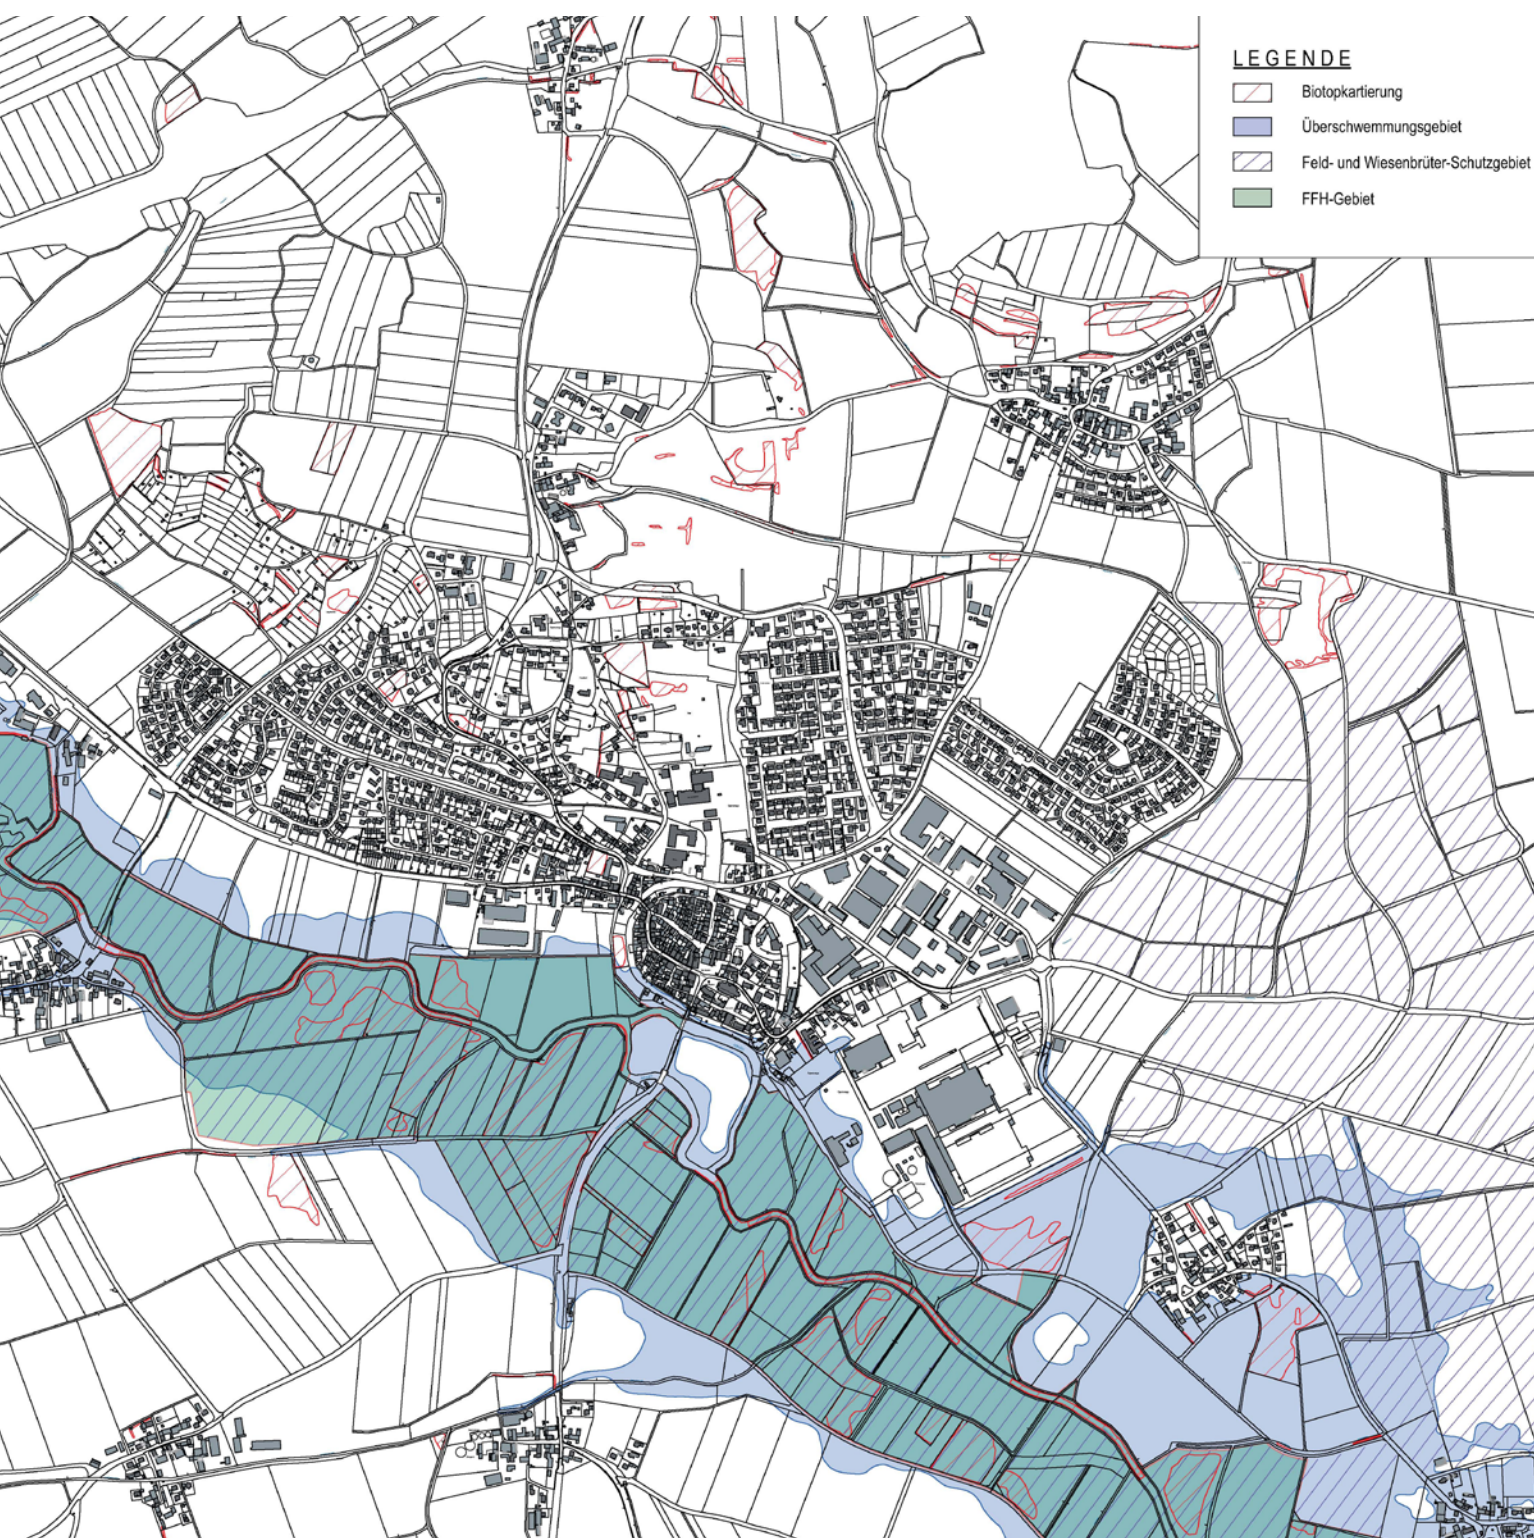 LEGENDE
Biotopkartierung
Überschwemmungsgebiet
Feld- und Wiesenbrüter-Schutzgebiet
FFH-Gebiet